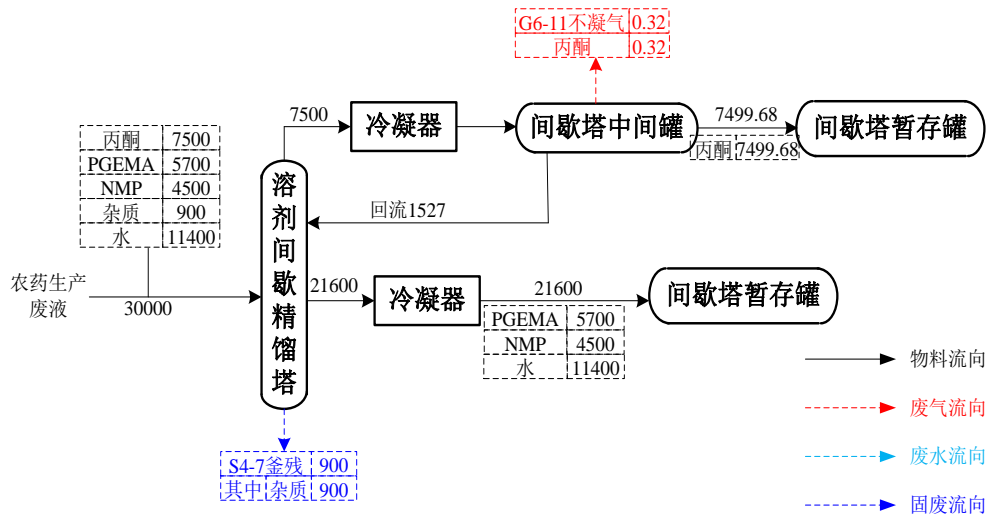 G6-11不凝气 0.32
丙酮 0.32
7500
冷凝器
间歇塔中间罐
7499.68
间歇塔暂存罐
丙酮 7499.68
丙酮 7500
PGEMA 5700
NMP 4500
杂质 900
水 11400
溶剂间歇精馏塔
回流1527
农药生产
废液
30000
21600
冷凝器
21600
间歇塔暂存罐
PGEMA 5700
NMP 4500
水 11400
物料流向
废气流向
废水流向
固废流向
S4-7釜残 900
其中 杂质 900